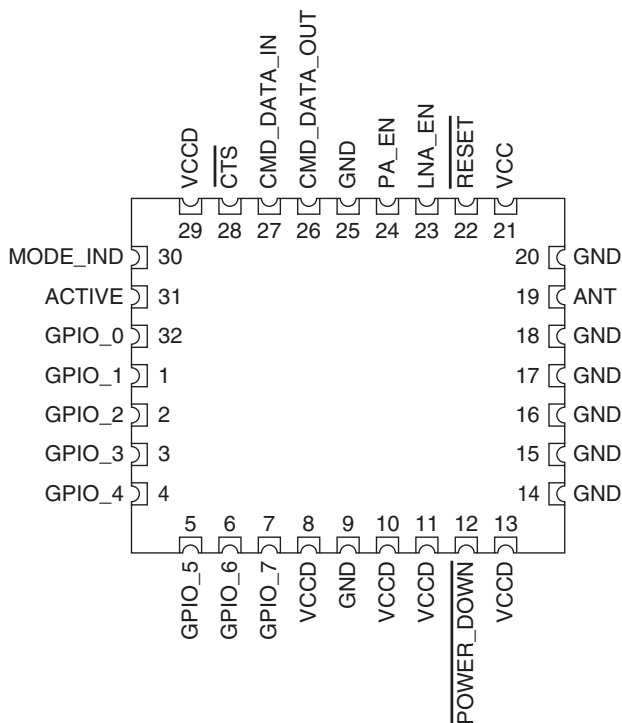 VCCD
CTS
CMD_DATA_IN
CMD_DATA_OUT
GND
PA_EN
LNA_EN
RESET
VCC
29 28 27 26 25 24 23 22 21
MODE_IND 30 20 GND
ACTIVE 31 19 ANT
GPIO_0 32 18 GND
GPIO_1 1 17 GND
GPIO_2 2 16 GND
GPIO_3 3 15 GND
GPIO_4 4 14 GND
5 6 7 8 9 10 11 12 13
GPIO_5
GPIO_6
GPIO_7
VCCD
GND
VCCD
VCCD
POWER_DOWN
VCCD